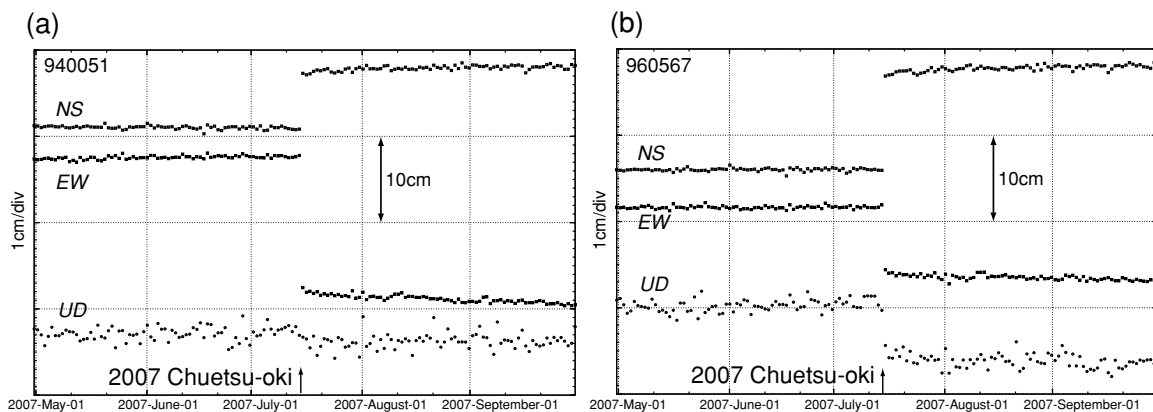 (a)
940051
NS
EW
10cm
UD
1cm/div
2007 Chuetsu-oki
2007-May-01 2007-June-01 2007-July-01 2007-August-01 2007-September-01
(b)
960567
NS
EW
10cm
UD
1cm/div
2007 Chuetsu-oki
2007-May-01 2007-June-01 2007-July-01 2007-August-01 2007-September-01